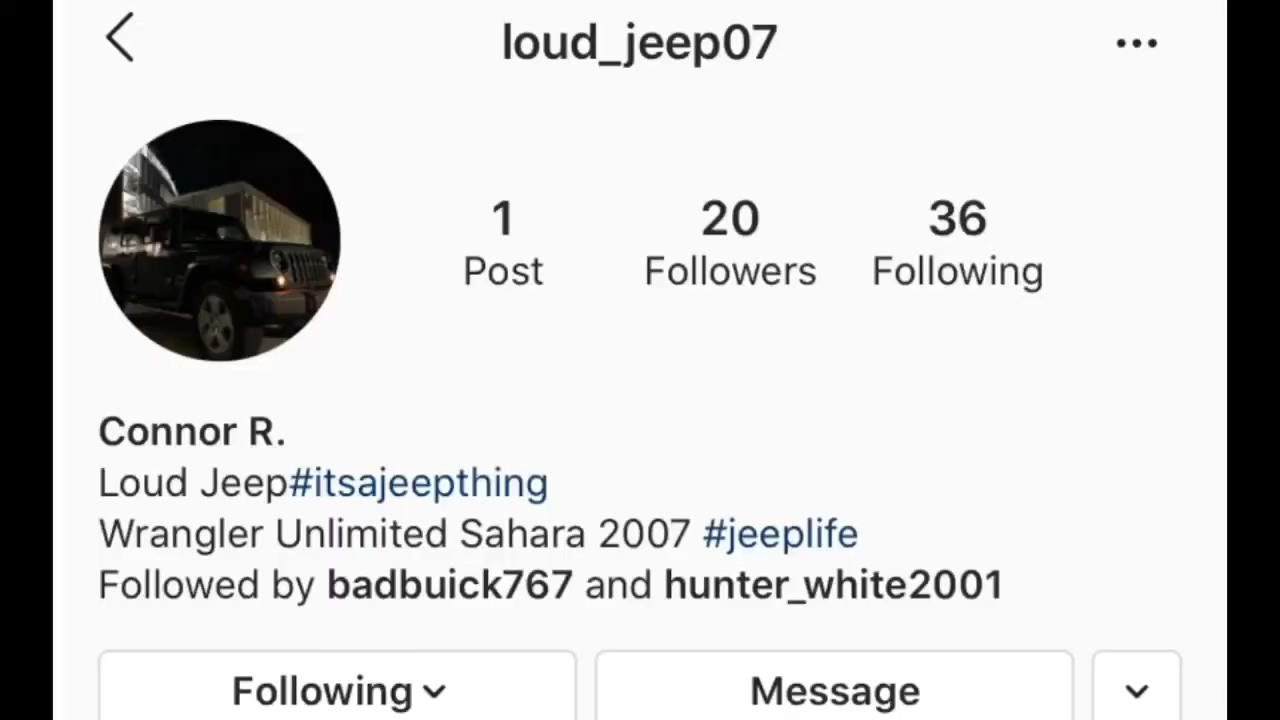 loud_jeep07
1 20 36
Post Followers Following
Connor R.
Loud Jeep#itsajeepthing
Wrangler Unlimited Sahara 2007 #jeeplife
Followed by badbuick767 and hunter_white2001
Following Message